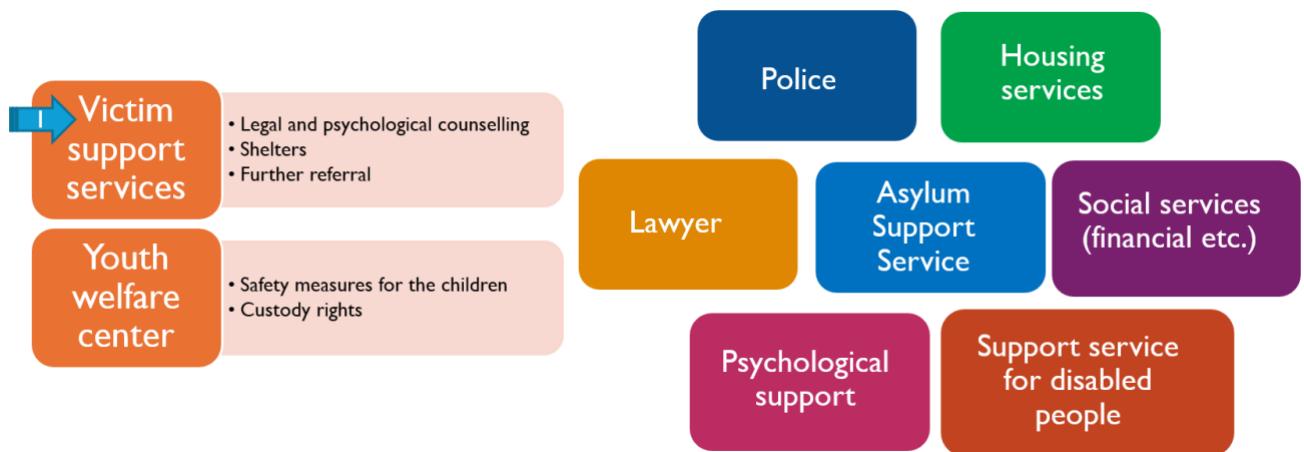 1
Victim
support
services
• Legal and psychological counselling
• Shelters
• Further referral
Youth
welfare
center
• Safety measures for the children
• Custody rights
Police
Housing
services
Lawyer
Asylum
Support
Service
Social services
(financial etc.)
Psychological
support
Support service
for disabled
people